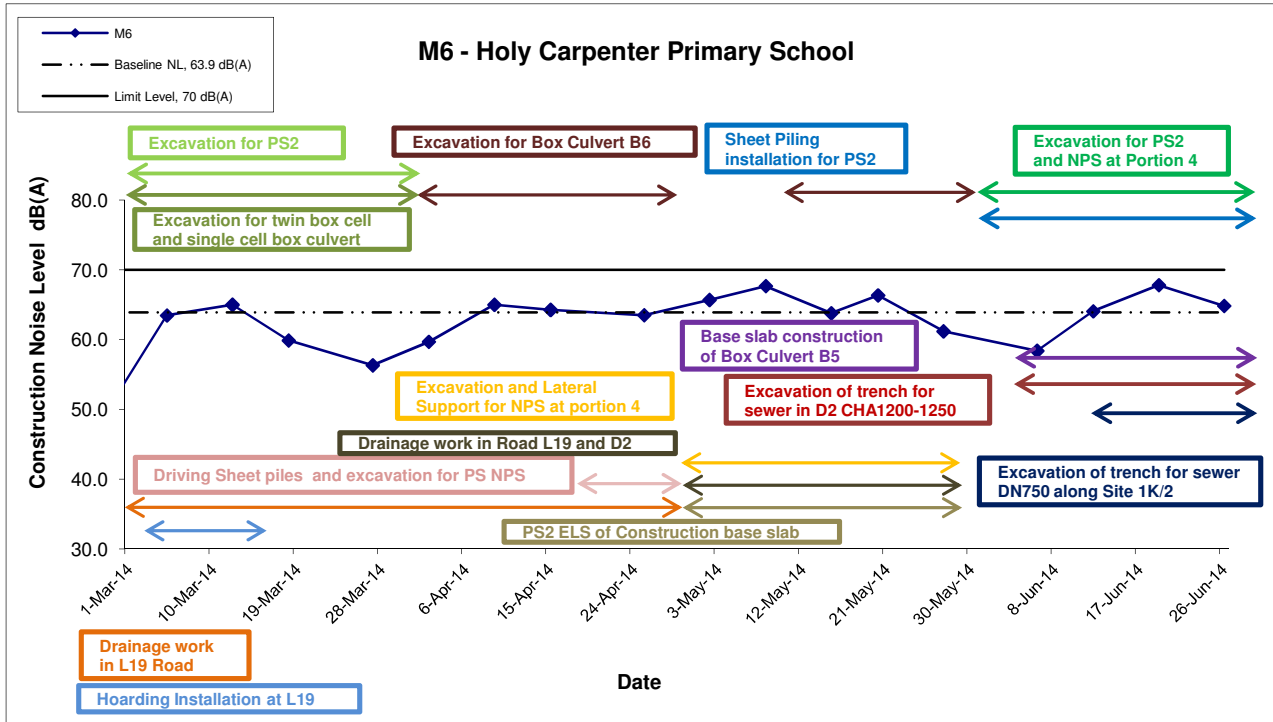 M6
Baseline NL, 63.9 dB(A)
Limit Level, 70 dB(A)
M6 - Holy Carpenter Primary School
Excavation for PS2
Excavation for Box Culvert B6
Sheet Piling
installation for PS2
Excavation for PS2
and NPS at Portion 4
Excavation for twin box cell
and single cell box culvert
Base slab construction
of Box Culvert B5
Excavation and Lateral
Support for NPS at portion 4
Excavation of trench for
sewer in D2 CHA1200-1250
Drainage work in Road L19 and D2
Driving Sheet piles and excavation for PS NPS
Excavation of trench for sewer
DN750 along Site 1K/2
PS2 ELS of Construction base slab
Construction Noise Level dB(A)
80.0
70.0
60.0
50.0
40.0
30.0
1-Mar-14
10-Mar-14
19-Mar-14
28-Mar-14
6-Apr-14
15-Apr-14
24-Apr-14
3-May-14
12-May-14
21-May-14
30-May-14
8-Jun-14
17-Jun-14
26-Jun-14
Drainage work
in L19 Road
Date
Hoarding Installation at L19